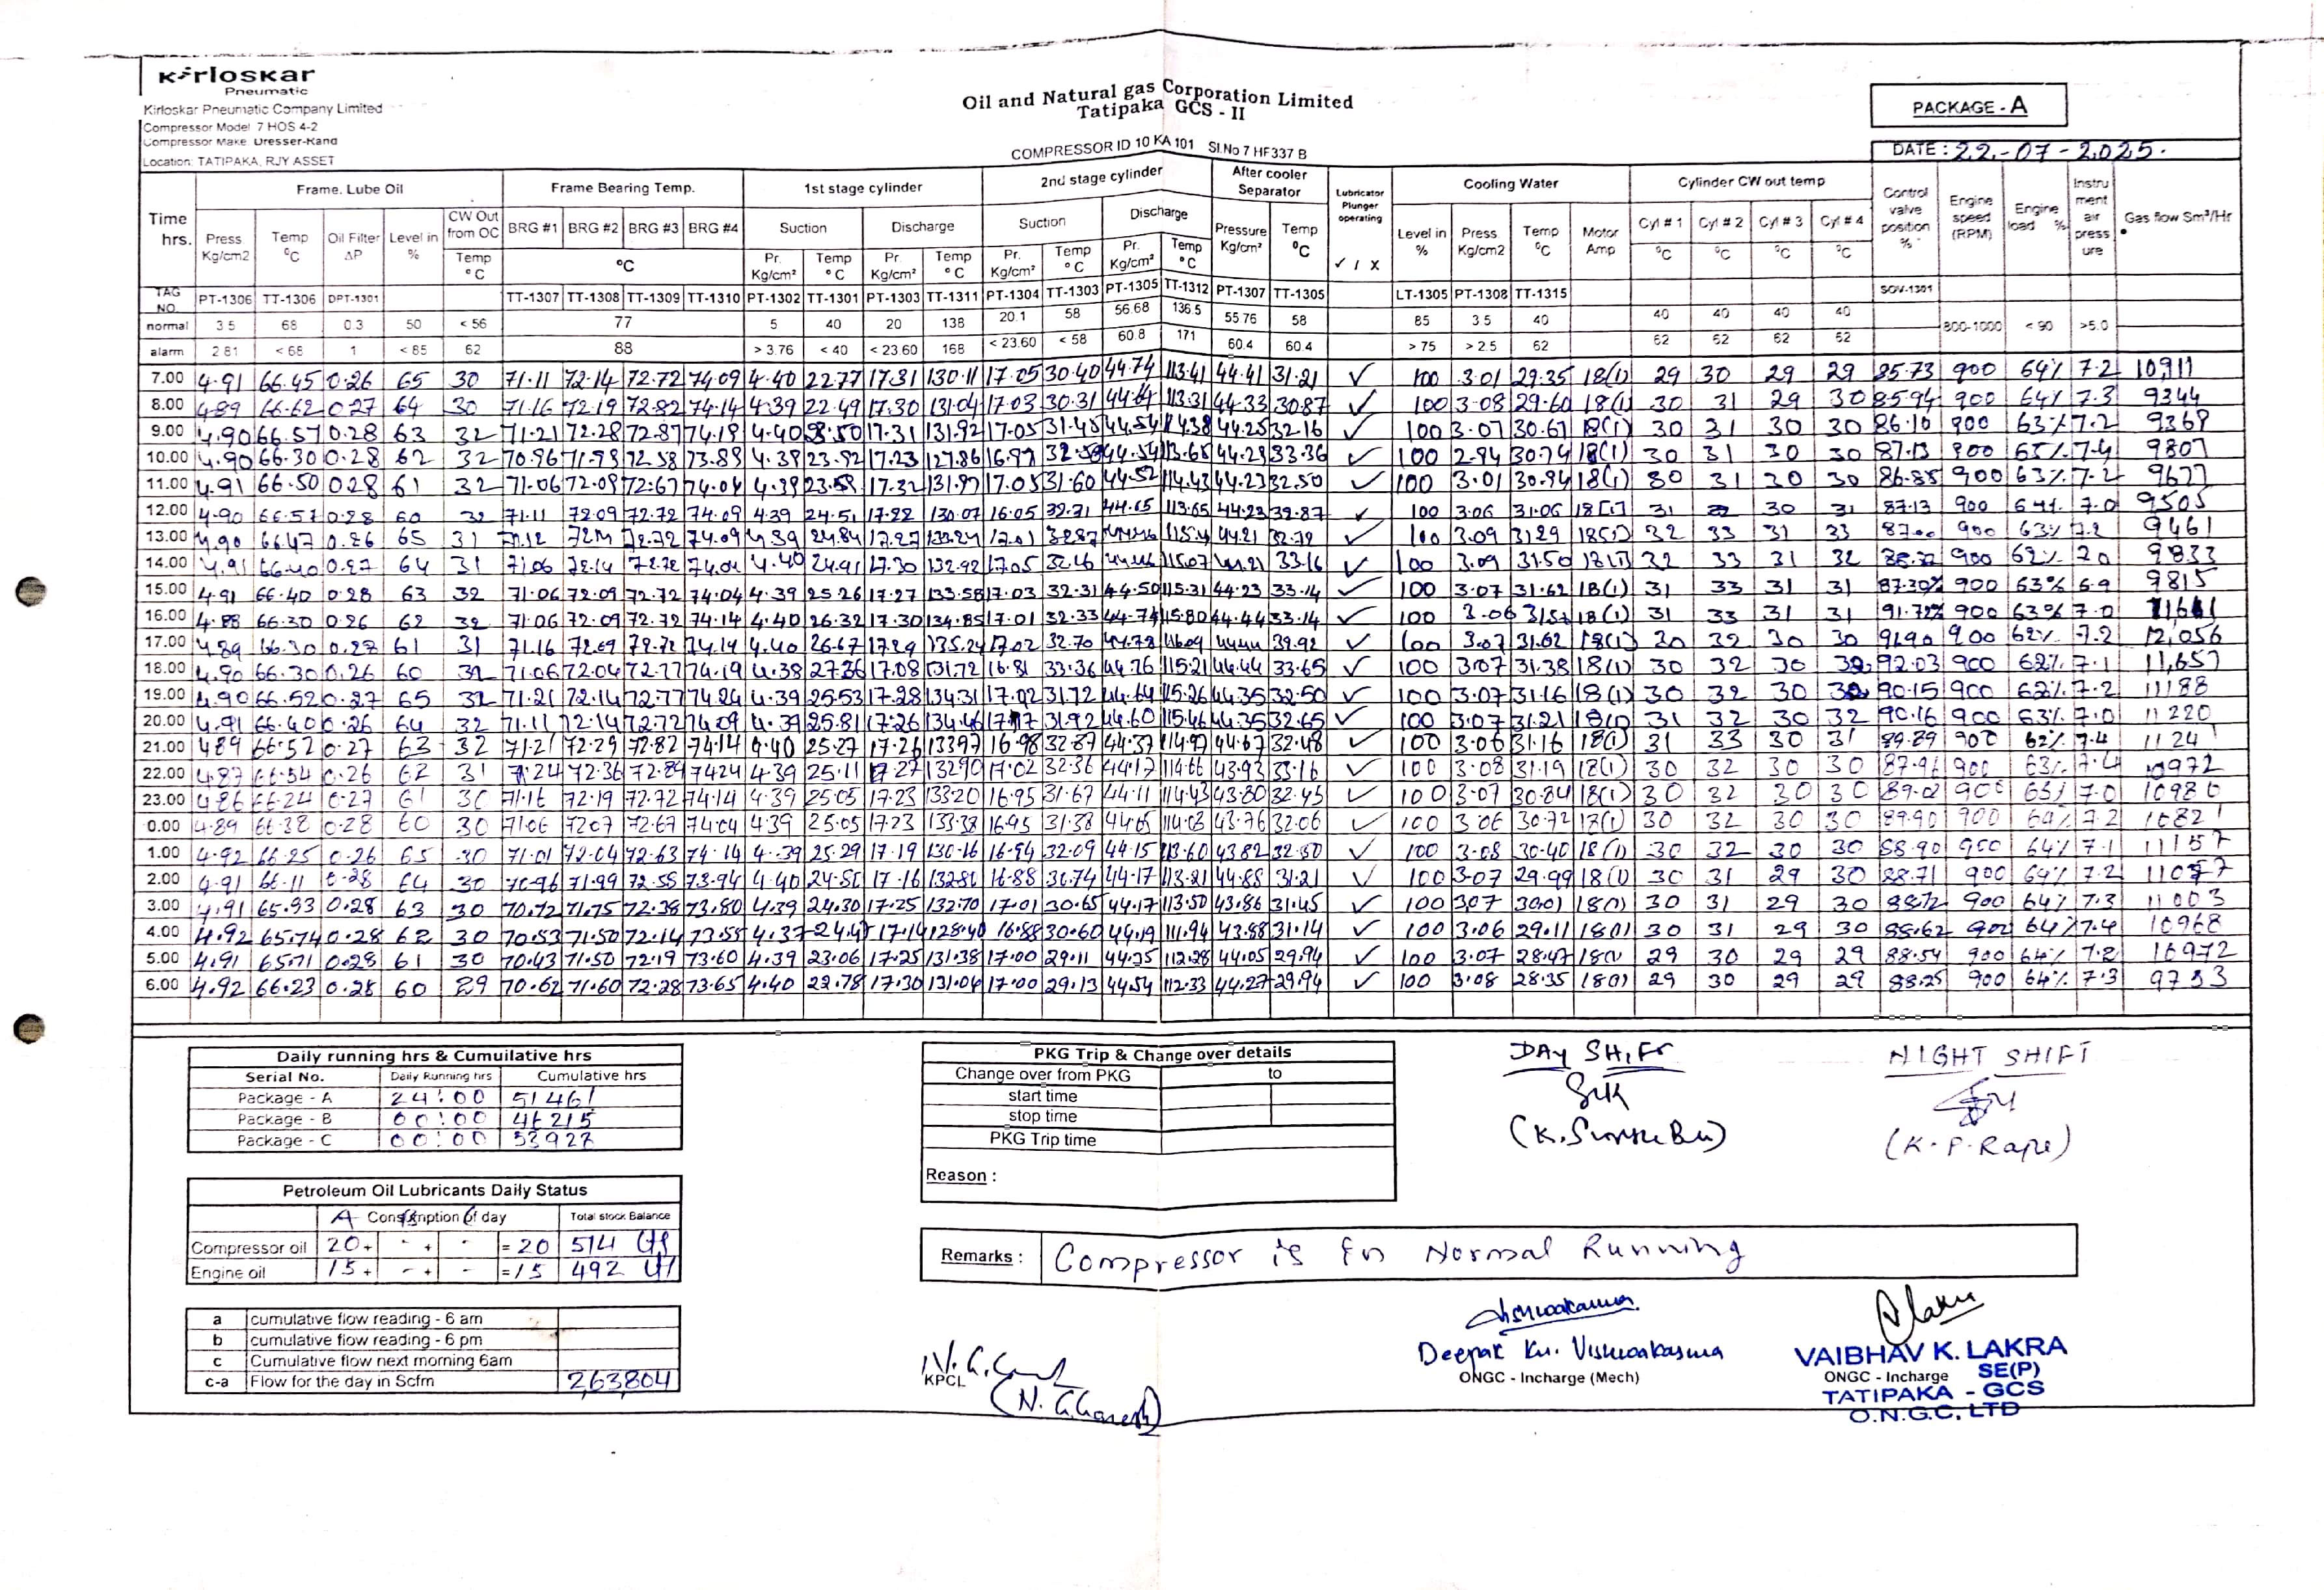 Kirloskar
Pneumatic
Kirloskar Pneumatic Company Limited
Compressor Model 7 HOS 4-2
Compressor Make. Dresser-Rand
Location: TATIPAKA, RJY ASSET
Oil and Natural gas Corporation Limited
Tatipaka GCS - II
COMPRESSOR ID 10 KA 101 Sl.No 7 HF337 B
PACKAGE - A
DATE : 22-07-2025.
Time hrs. Frame. Lube Oil Frame Bearing Temp. 1st stage cylinder 2nd stage cylinder After cooler Separator Lubricator Plunger operating Cooling Water Cylinder CW out temp Control valve position % Engine speed (RPM) Engine load % Instru ment air press ure Gas flow Sm³/Hr
Press Kg/cm2 Temp °C Oil Filter ΔP Level in % CW Out from OC Temp °C BRG #1 BRG #2 BRG #3 BRG #4 °C Suction Discharge Suction Discharge Pressure Kg/cm² Temp °C ✓ / X Level in % Press Kg/cm2 Temp °C Motor Amp Cyl # 1 Cyl # 2 Cyl # 3 Cyl # 4
Pr. Kg/cm² Temp °C Pr. Kg/cm² Temp °C Pr. Kg/cm² Temp °C Pr. Kg/cm² Temp °C °C °C °C °C
TAG NO. PT-1306 TT-1306 DPT-1301 TT-1307 TT-1308 TT-1309 TT-1310 PT-1302 TT-1301 PT-1303 TT-1311 PT-1304 TT-1303 PT-1305 TT-1312 PT-1307 TT-1305 LT-1305 PT-1308 TT-1315 SOV-1301
normal 3.5 68 0.3 50 < 56 77 5 40 20 138 20.1 58 56.68 136.5 55.76 58 85 3.5 40 40 40 40 40 800-1000 < 90 >5.0
alarm 2.81 < 68 1 < 85 62 88 > 3.76 < 40 < 23.60 168 < 23.60 < 58 60.8 171 60.4 60.4 > 75 > 2.5 62 62 62 62 62
7.00 4.91 66.45 0.26 65 30 71.11 72.14 72.72 74.09 4.40 22.77 17.31 130.11 17.05 30.40 44.74 113.41 44.41 31.21 ✓ 100 3.01 29.35 18(1) 29 30 29 29 85.73 900 64% 7.2 10911
8.00 4.89 66.62 0.27 64 30 71.16 72.19 72.82 74.14 4.39 22.49 17.30 131.04 17.03 30.31 44.64 113.31 44.33 30.87 ✓ 100 3.08 29.60 18(1) 30 31 29 30 85.94 900 64% 7.3 9344
9.00 4.90 66.57 0.28 63 32 71.21 72.28 72.87 74.19 4.40 17.31 131.92 17.05 31.48 44.54 44.25 32.16 ✓ 100 3.07 30.67 18(1) 30 31 30 30 86.10 900 63% 7.2 9369
10.00 4.90 66.30 0.28 62 32 70.96 71.93 72.58 73.89 4.39 23.92 17.23 127.86 16.97 44.54 113.65 44.29 33.36 ✓ 100 2.94 30.74 18(1) 30 31 30 30 87.13 900 65% 7.4 9807
11.00 4.91 66.50 0.28 61 32 71.06 72.09 72.67 74.04 4.39 23.59 17.32 131.97 17.05 31.60 44.52 114.43 44.23 32.50 ✓ 100 3.01 30.94 18(1) 30 31 30 30 86.88 900 63% 7.2 9677
12.00 4.90 66.57 0.28 60 32 71.11 72.09 72.72 74.09 4.39 24.51 17.22 130.07 16.05 32.71 44.65 113.65 44.23 32.87 ✓ 100 3.06 31.06 18(1) 31 30 31 87.13 900 64% 7.0 9505
13.00 4.90 66.47 0.26 65 31 71.12 72.72 74.09 4.39 24.84 17.27 17.01 32.87 44.21 32.72 ✓ 100 3.09 31.29 18(1) 32 33 31 33 87.00 900 63% 7.2 9461
14.00 4.91 66.40 0.27 64 31 71.06 72.14 72.72 74.04 4.40 24.91 17.30 132.92 17.05 32.16 115.07 33.16 ✓ 100 3.09 31.50 18(1) 32 33 31 32 900 62% 9833
15.00 4.91 66.40 0.28 63 32 71.06 72.09 72.72 74.04 4.39 25.26 17.27 133.58 17.03 32.31 44.50 115.31 44.23 33.14 ✓ 100 3.07 31.62 18(1) 31 33 31 31 87.30% 900 63% 6.9 9815
16.00 4.88 66.30 0.26 62 32 71.06 72.09 72.72 74.14 4.40 26.32 17.30 134.85 17.01 32.33 44.74 115.80 44.44 33.14 ✓ 100 3.06 31.52 18(1) 31 33 31 31 91.72% 900 63% 7.0 11,661
17.00 4.89 66.30 0.27 61 31 71.16 72.09 72.72 74.14 4.40 26.67 17.29 135.24 17.02 32.70 44.78 116.09 44.44 32.92 ✓ 100 3.07 31.62 18(1) 30 32 30 30 91.90 900 62% 7.2 12,056
18.00 4.90 66.30 0.26 60 32 71.06 72.04 72.77 74.19 4.38 27.36 17.08 131.72 16.81 33.36 44.76 115.21 44.44 33.65 ✓ 100 3.07 31.38 18(1) 30 32 30 92.03 900 62% 7.1 11,657
19.00 4.90 66.52 0.27 65 32 71.21 72.14 72.77 74.24 4.39 25.53 17.28 134.31 17.02 31.72 44.64 115.26 44.35 32.50 ✓ 100 3.07 31.16 18(1) 30 32 30 90.15 900 62% 7.2 11188
20.00 4.91 66.40 0.26 64 32 71.11 72.14 72.72 74.09 4.39 25.81 17.26 134.46 31.92 44.60 115.46 44.35 32.65 ✓ 100 3.07 31.21 18(1) 31 32 30 32 90.16 900 63% 7.0 11220
21.00 4.89 66.52 0.27 63 32 71.21 72.29 72.82 74.14 4.40 25.27 17.26 133.97 16.98 32.87 44.37 114.97 44.67 32.48 ✓ 100 3.06 31.16 18(1) 31 33 30 31 89.89 900 62% 7.4 11241
22.00 4.87 66.54 0.26 62 31 71.24 72.36 72.89 74.24 4.39 25.11 17.27 132.90 17.02 32.36 44.17 114.66 43.93 33.16 ✓ 100 3.08 31.19 18(1) 30 32 30 30 87.96 900 63% 7.4 10972
23.00 4.86 66.24 0.27 61 30 71.16 72.19 72.72 74.14 4.39 25.05 17.23 133.20 16.95 31.67 44.11 114.43 43.80 32.45 ✓ 100 3.07 30.84 18(1) 30 32 30 30 89.02 900 63% 7.0 10980
0.00 4.89 66.38 0.28 60 30 71.06 72.07 72.67 74.04 4.39 25.05 17.23 133.38 16.95 31.38 44.05 114.03 43.76 32.06 ✓ 100 3.06 30.72 18(1) 30 32 30 30 89.90 900 64% 7.2 10821
1.00 4.92 66.25 0.26 65 30 71.01 72.04 72.63 74.14 4.39 25.29 17.19 130.16 16.94 32.09 44.15 113.60 43.82 32.50 ✓ 100 3.08 30.40 18(1) 30 32 30 30 88.90 900 64% 7.1 11157
2.00 4.91 66.11 0.28 64 30 70.96 71.99 72.58 73.94 4.40 24.50 17.16 132.81 16.88 30.74 44.17 113.21 44.88 31.21 ✓ 100 3.07 29.99 18(1) 30 31 29 30 88.71 900 64% 7.2 11057
3.00 4.91 65.93 0.28 63 30 70.72 71.75 72.38 73.80 4.39 24.30 17.25 132.70 17.01 30.65 44.17 113.50 43.86 31.45 ✓ 100 3.07 30.01 18(1) 30 31 29 30 88.72 900 64% 7.3 11003
4.00 4.92 65.74 0.28 62 30 70.53 71.50 72.14 73.55 4.37 24.47 17.14 128.40 16.88 30.60 44.19 111.94 43.88 31.14 ✓ 100 3.06 29.11 18(1) 30 31 29 30 88.62 900 64% 7.4 10968
5.00 4.91 65.71 0.28 61 30 70.43 71.50 72.19 73.60 4.39 23.06 17.25 131.38 17.00 29.11 44.25 112.28 44.05 29.94 ✓ 100 3.07 28.47 18(1) 29 30 29 29 88.54 900 64% 7.2 10972
6.00 4.92 66.23 0.28 60 29 70.62 71.60 72.28 73.65 4.40 22.78 17.30 131.04 17.00 29.13 44.54 112.33 44.27 29.94 ✓ 100 3.08 28.35 18(1) 29 30 29 29 88.25 900 64% 7.3 9733
Daily running hrs & Cumuilative hrs
Serial No. Daily Running hrs Cumulative hrs
Package - A 24:00 51461
Package - B 00:00 46215
Package - C 00:00 53927
PKG Trip & Change over details
Change over from PKG to
start time
stop time
PKG Trip time
Reason :
DAY SHIFT
NIGHT SHIFT
Petroleum Oil Lubricants Daily Status
A Consumption of day Total stock Balance
Compressor oil 20 + - + - = 20 514
Engine oil 15 + - + - = 15 492
Remarks : Compressor is In Normal Running
a cumulative flow reading - 6 am
b cumulative flow reading - 6 pm
c Cumulative flow next morning 6am
c-a Flow for the day in Scfm 263,804
KPCL
(N. Ganesh)
Deepak Kr. Vishwakarma
ONGC - Incharge (Mech)
VAIBHAV K. LAKRA
ONGC - Incharge SE(P)
TATIPAKA - GCS
O.N.G.C. LTD